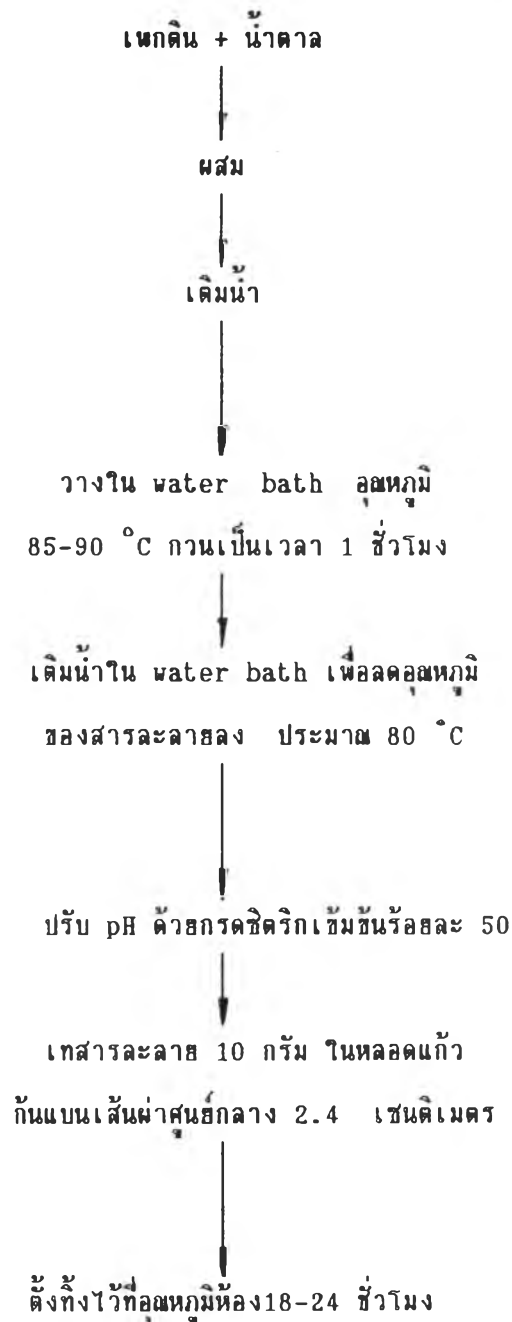 เพกติน + น้ำตาล
ผสม
เติมน้ำ
วางใน water bath อุณหภูมิ
85-90 °C กวนเป็นเวลา 1 ชั่วโมง
เติมน้ำใน water bath เพื่อลดอุณหภูมิ
ของสารละลายลง ประมาณ 80 °C
ปรับ pH ด้วยกรดซิตริกเข้มข้นร้อยละ 50
เทสารละลาย 10 กรัม ในหลอดแก้ว
ก้นแบนเส้นผ่าศูนย์กลาง 2.4 เซนติเมตร
ตั้งทิ้งไว้ที่อุณหภูมิห้อง18-24 ชั่วโมง